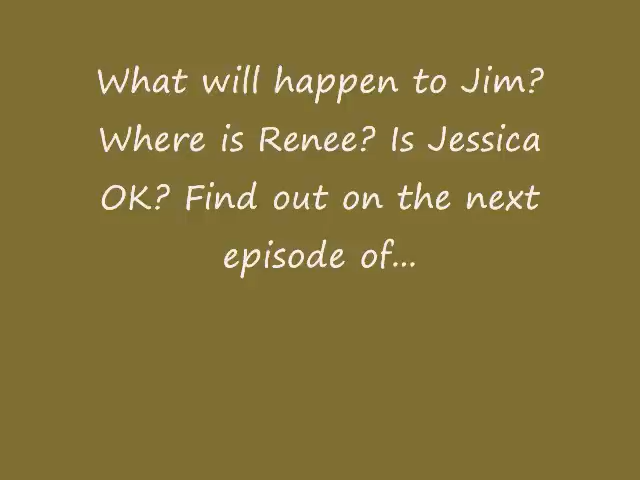 What will happen to Jim?
Where is Renee? Is Jessica
OK? Find out on the next
episode of...